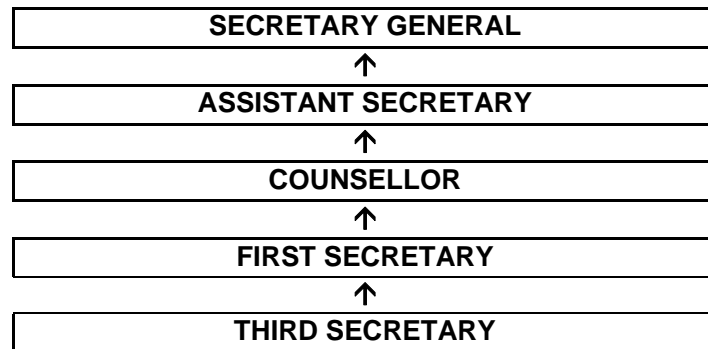 SECRETARY GENERAL
↑
ASSISTANT SECRETARY
↑
COUNSELLOR
↑
FIRST SECRETARY
↑
THIRD SECRETARY